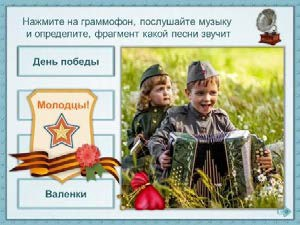 Нажмите на граммофон, послушайте музыку
и определите, фрагмент какой песни звучит
День победы
Молодцы!
Валенки